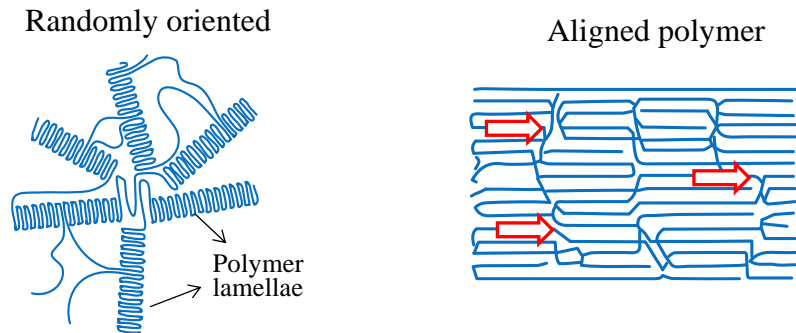 Randomly oriented
Aligned polymer
Polymer
lamellae